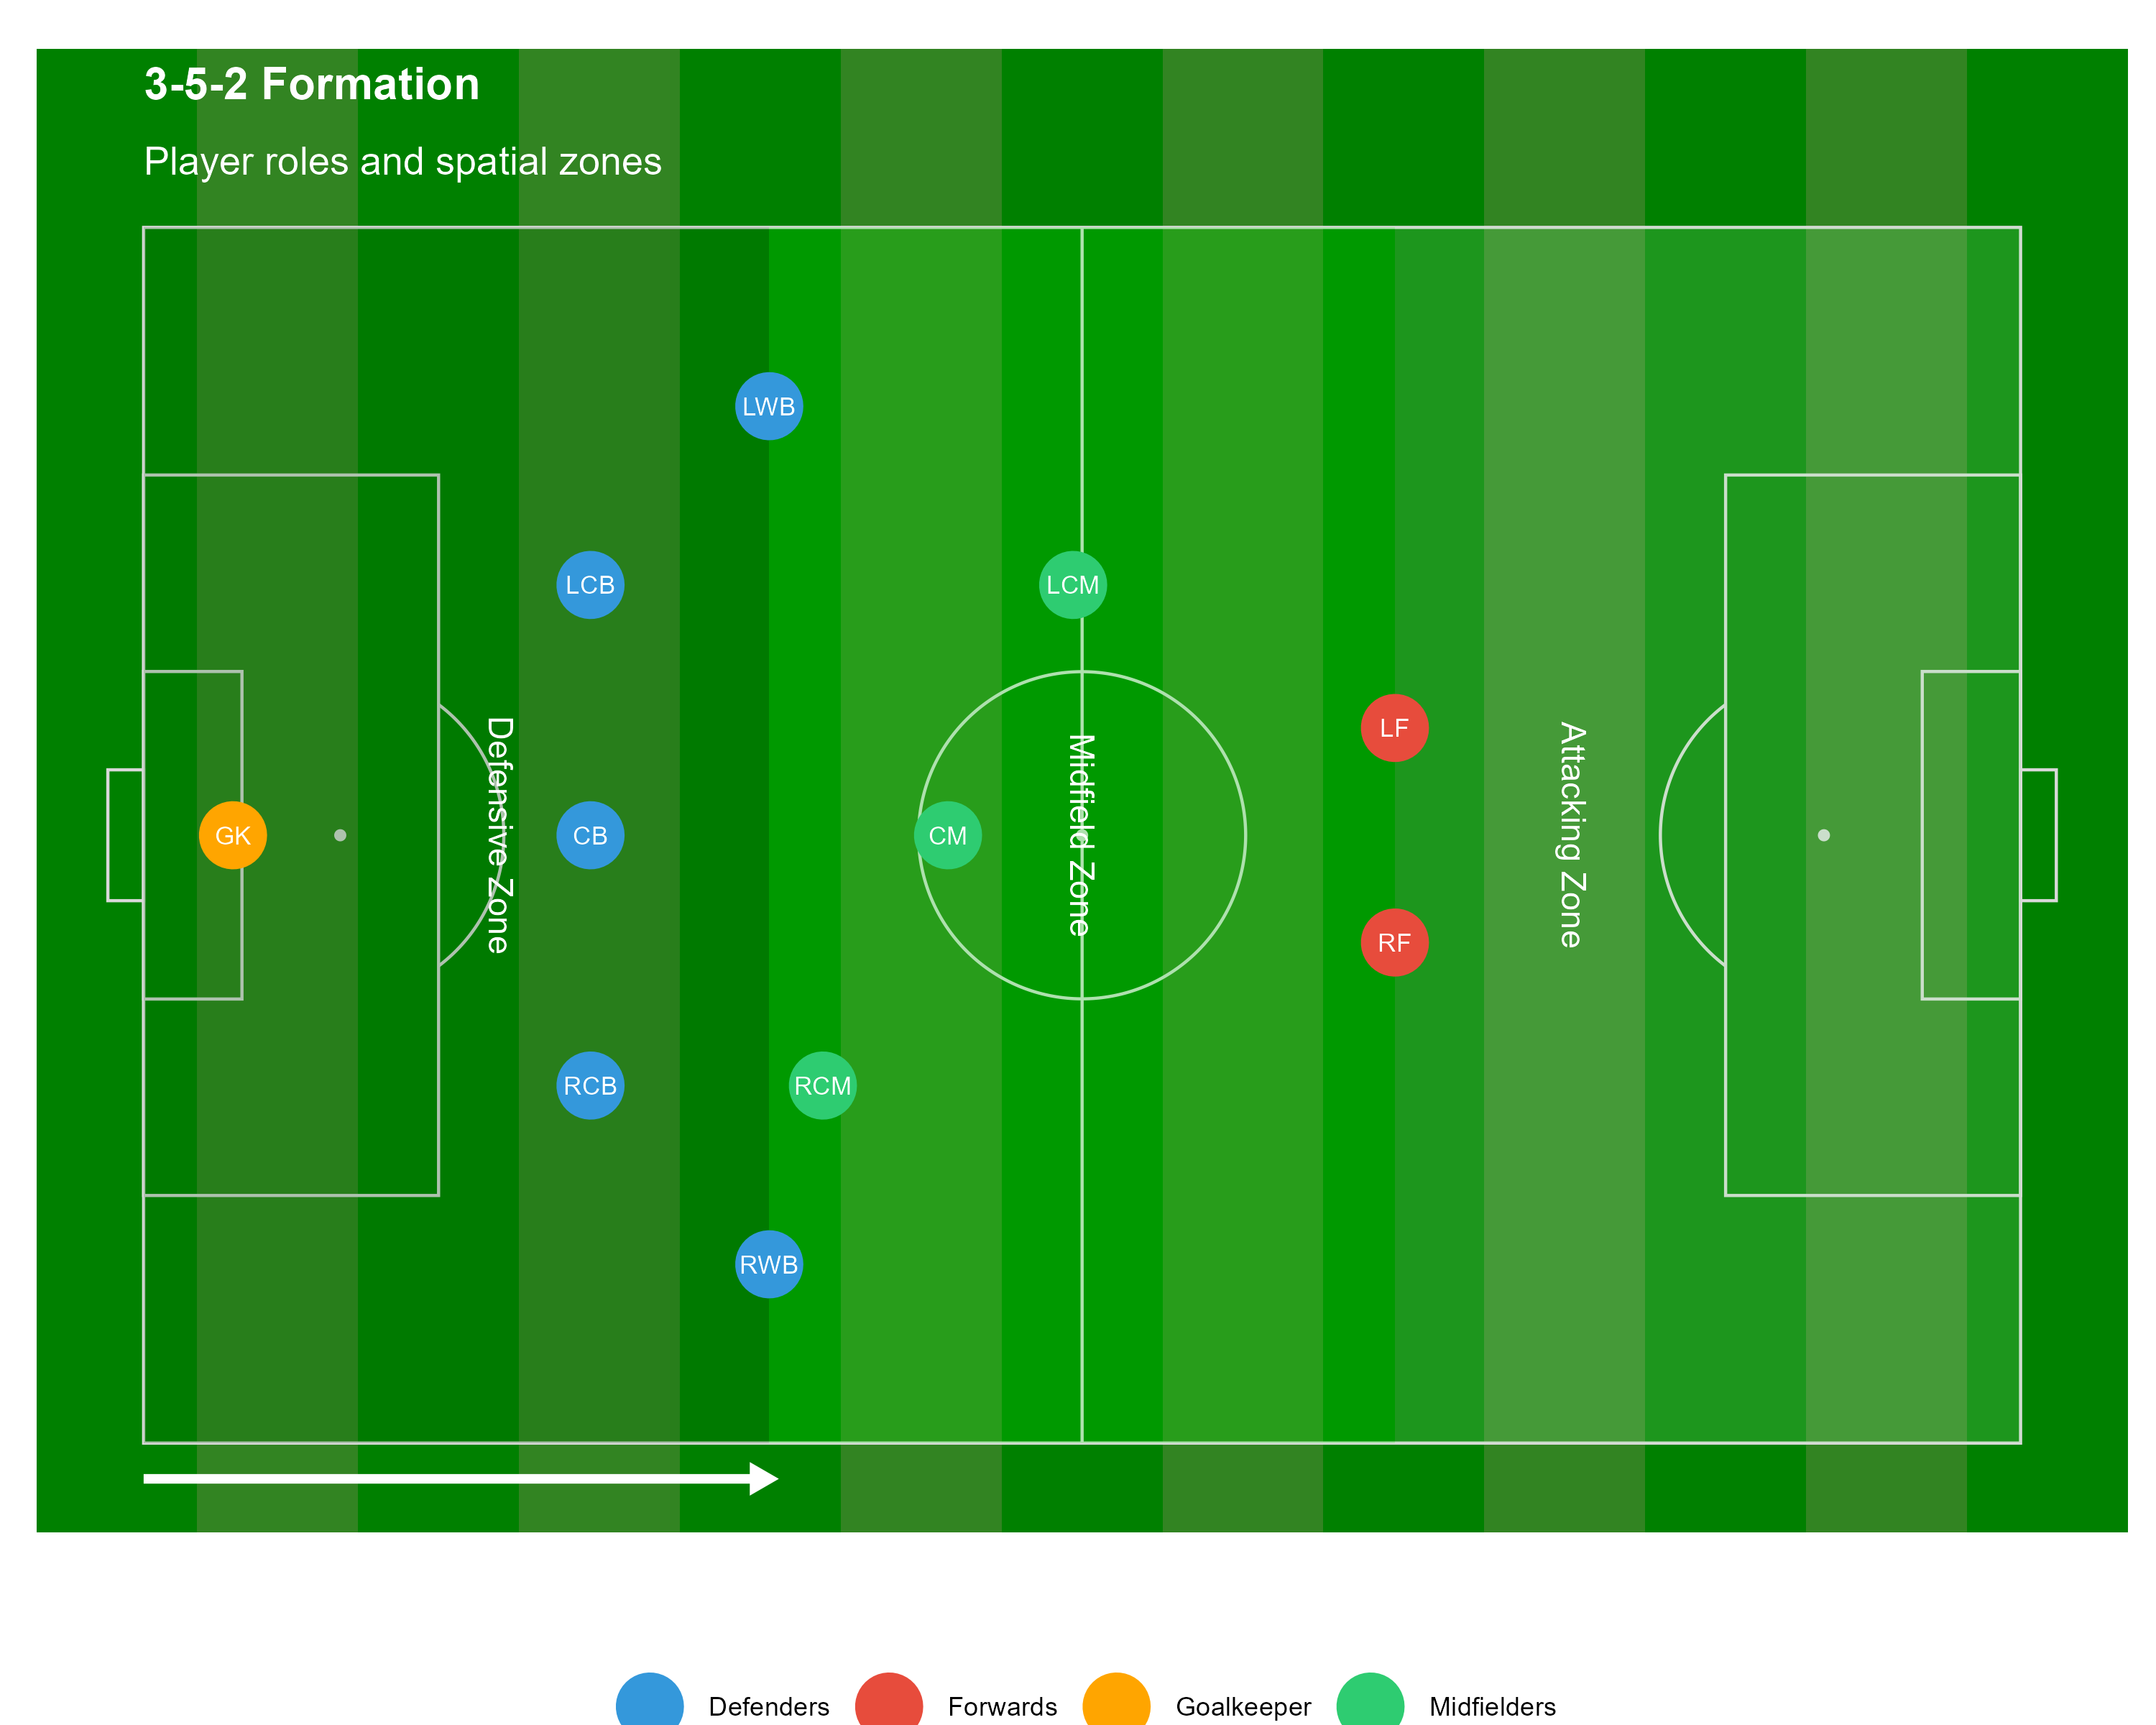 3-5-2 Formation
Player roles and spatial zones
LWB
LCB
LCM
LF
Defensive Zone
Midfield Zone
Attacking Zone
GK
CB
CM
RF
RCB
RCM
RWB
Defenders
Forwards
Goalkeeper
Midfielders